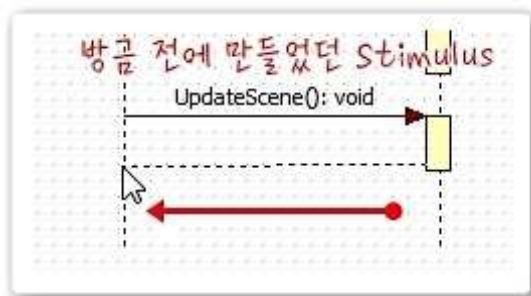 방금 전에 만들었던 Stimulus
UpdateScene(): void